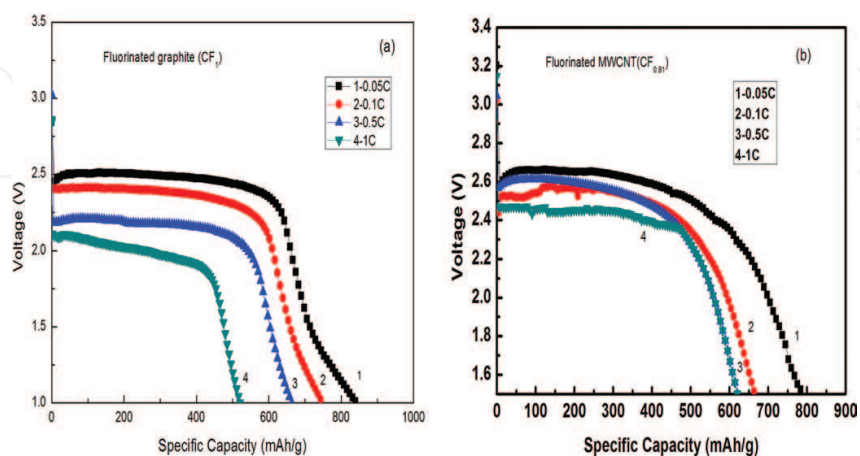 (a)
Fluorinated graphite (CF1)
1-0.05C
2-0.1C
3-0.5C
4-1C
Voltage (V)
3.5
3.0
2.5
2.0
1.5
1.0
4
3
2
1
0
200
400
600
800
1000
Specific Capacity (mAh/g)
(b)
Fluorinated MWCNT(CF0.81)
1-0.05C
2-0.1C
3-0.5C
4-1C
Voltage (V)
3.4
3.2
3.0
2.8
2.6
2.4
2.2
2.0
1.8
1.6
4
3
2
1
0
100
200
300
400
500
600
700
800
900
Specific Capacity (mAh/g)